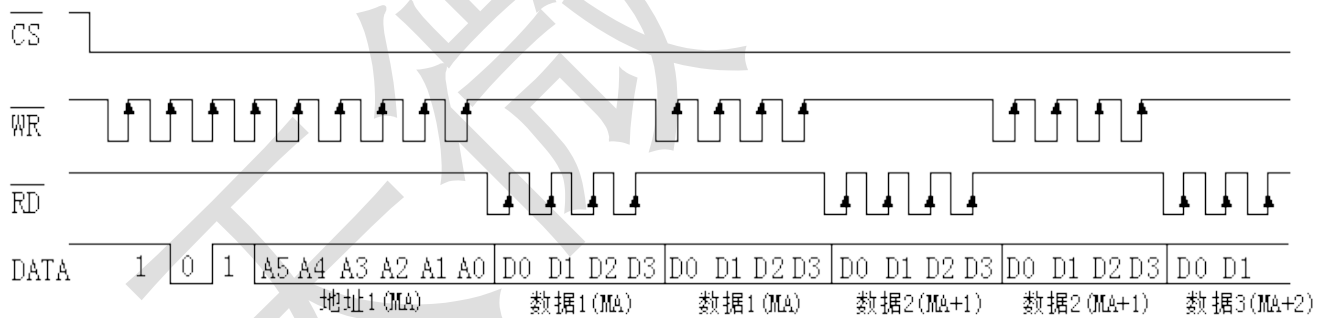 CS
WR
RD
DATA 1 0 1 A5 A4 A3 A2 A1 A0 D0 D1 D2 D3 D0 D1 D2 D3 D0 D1 D2 D3 D0 D1 D2 D3 D0 D1
地址1(MA) 数据1(MA) 数据1(MA) 数据2(MA+1) 数据2(MA+1) 数据3(MA+2)